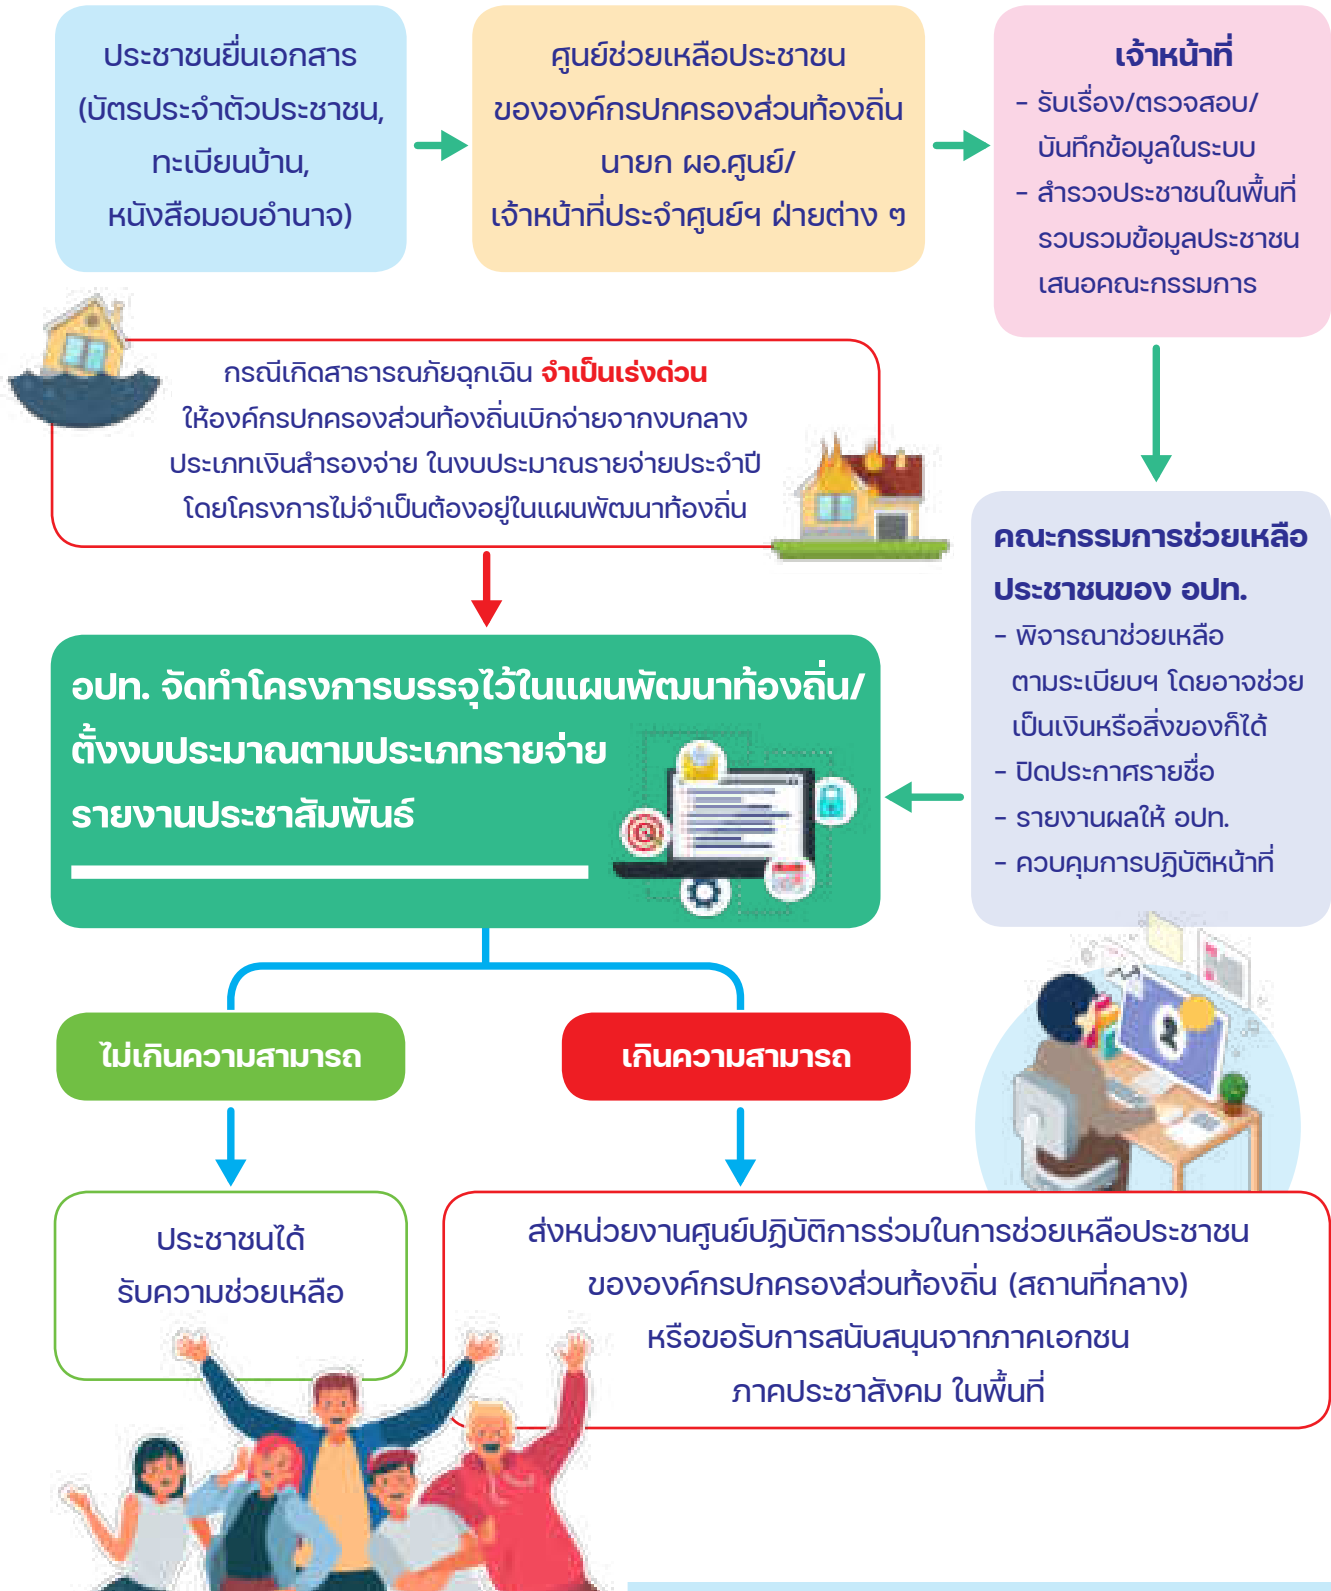 ประชาชนยื่นเอกสาร
(บัตรประจำตัวประชาชน,
ทะเบียนบ้าน,
หนังสือมอบอำนาจ)
ศูนย์ช่วยเหลือประชาชน
ขององค์กรปกครองส่วนท้องถิ่น
นายก ผอ.ศูนย์/
เจ้าหน้าที่ประจำศูนย์ฯ ฝ่ายต่าง ๆ
เจ้าหน้าที่
- รับเรื่อง/ตรวจสอบ/
บันทึกข้อมูลในระบบ
- สำรวจประชาชนในพื้นที่
รวบรวมข้อมูลประชาชน
เสนอคณะกรรมการ
กรณีเกิดสาธารณภัยฉุกเฉิน จำเป็นเร่งด่วน
ให้องค์กรปกครองส่วนท้องถิ่นเบิกจ่ายจากงบกลาง
ประเภทเงินสำรองจ่าย ในงบประมาณรายจ่ายประจำปี
โดยโครงการไม่จำเป็นต้องอยู่ในแผนพัฒนาท้องถิ่น
คณะกรรมการช่วยเหลือ
ประชาชนของ อปท.
- พิจารณาช่วยเหลือ
ตามระเบียบฯ โดยอาจช่วย
เป็นเงินหรือสิ่งของก็ได้
- ปิดประกาศรายชื่อ
- รายงานผลให้ อปท.
- ควบคุมการปฏิบัติหน้าที่
อปท. จัดทำโครงการบรรจุไว้ในแผนพัฒนาท้องถิ่น/
ตั้งงบประมาณตามประเภทรายจ่าย
รายงานประชาสัมพันธ์
ไม่เกินความสามารถ
เกินความสามารถ
ประชาชนได้
รับความช่วยเหลือ
ส่งหน่วยงานศูนย์ปฏิบัติการร่วมในการช่วยเหลือประชาชน
ขององค์กรปกครองส่วนท้องถิ่น (สถานที่กลาง)
หรือขอรับการสนับสนุนจากภาคเอกชน
ภาคประชาสังคม ในพื้นที่